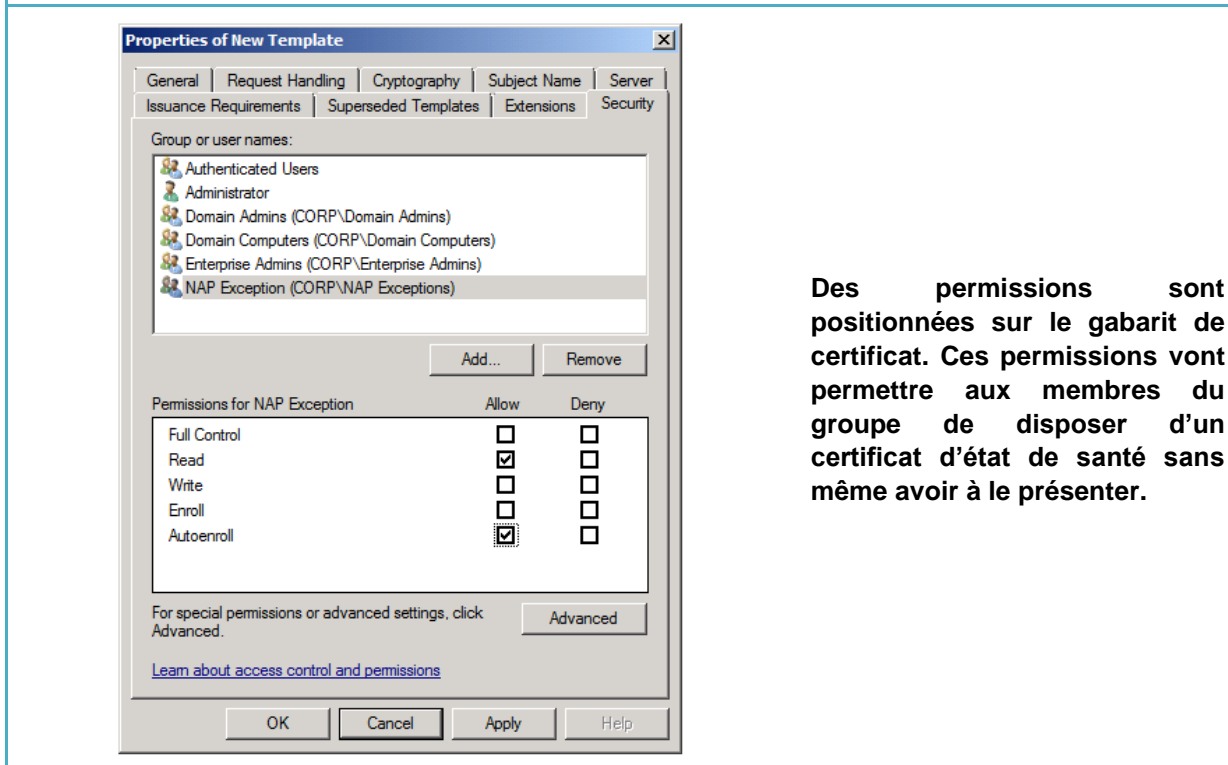 Properties of New Template
General Request Handling Cryptography Subject Name Server
Issuance Requirements Superseded Templates Extensions Security
Group or user names:
Authenticated Users
Administrator
Domain Admins (CORP\Domain Admins)
Domain Computers (CORP\Domain Computers)
Enterprise Admins (CORP\Enterprise Admins)
NAP Exception (CORP\NAP Exceptions)
Add... Remove
Permissions for NAP Exception Allow Deny
Full Control
Read
Write
Enroll
Autoenroll
For special permissions or advanced settings, click
Advanced.
Advanced
Learn about access control and permissions
OK Cancel Apply Help
Des permissions sont
positionnées sur le gabarit de
certificat. Ces permissions vont
permettre aux membres du
groupe de disposer d'un
certificat d'état de santé sans
même avoir à le présenter.